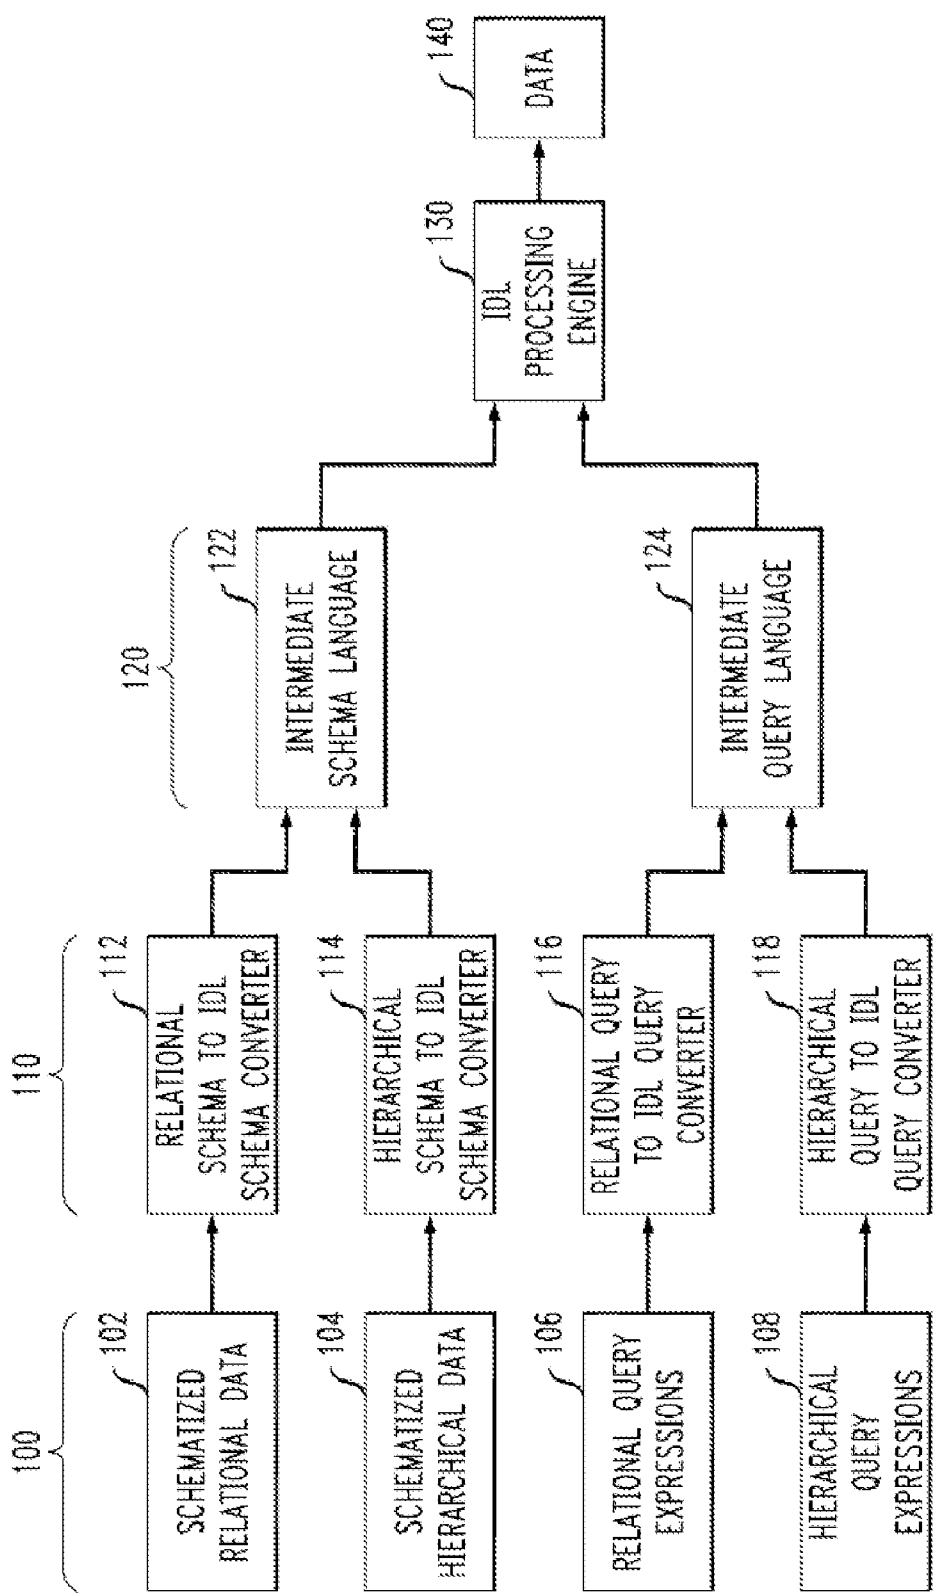 100
110
120
102
SCHEMATIZED
RELATIONAL DATA
112
RELATIONAL
SCHEMA TO IDL
SCHEMA CONVERTER
122
INTERMEDIATE
SCHEMA LANGUAGE
104
SCHEMATIZED
HIERARCHICAL DATA
114
HIERARCHICAL
SCHEMA TO IDL
SCHEMA CONVERTER
130
IDL
PROCESSING
ENGINE
140
DATA
106
RELATIONAL QUERY
EXPRESSIONS
116
RELATIONAL QUERY
TO IDL QUERY
CONVERTER
124
INTERMEDIATE
QUERY LANGUAGE
108
HIERARCHICAL
QUERY
EXPRESSIONS
118
HIERARCHICAL
QUERY TO IDL
QUERY CONVERTER